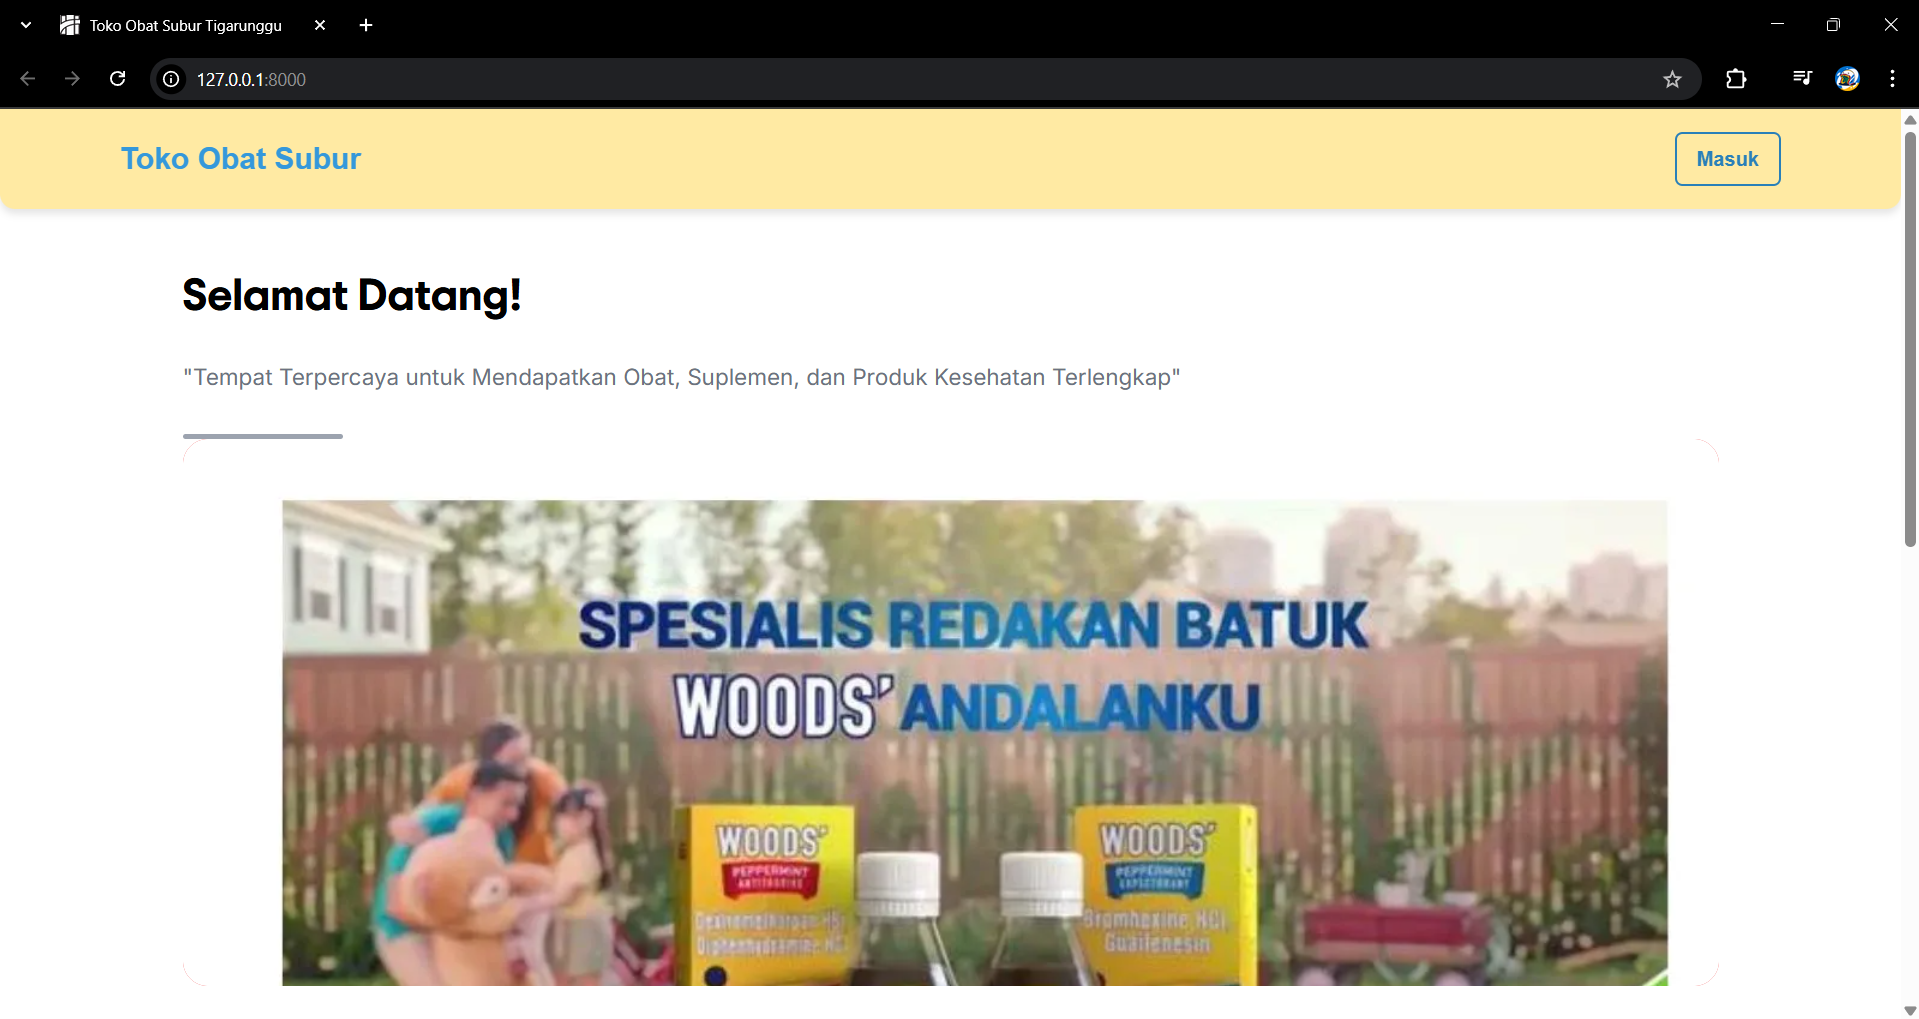 Toko Obat Subur Tigarunggu
127.0.0.1:8000
Toko Obat Subur
Masuk
Selamat Datang!
"Tempat Terpercaya untuk Mendapatkan Obat, Suplemen, dan Produk Kesehatan Terlengkap"
SPESIALIS REDAKAN BATUK
WOODS' ANDALANKU
WOODS'
PEPPERMINT
ANTITUSSIVE
Diphenhydramine HCl
WOODS'
PEPPERMINT
EXPECTORANT
Bromhexine HCl,
Guaifenesin